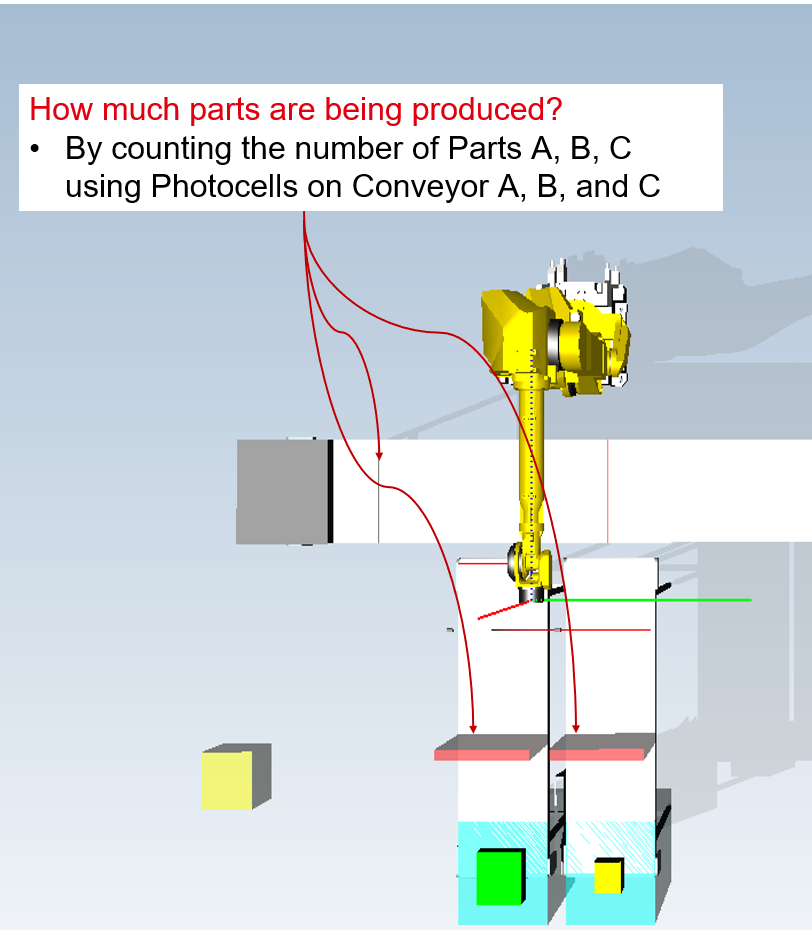 How much parts are being produced?
• By counting the number of Parts A, B, C
using Photocells on Conveyor A, B, and C